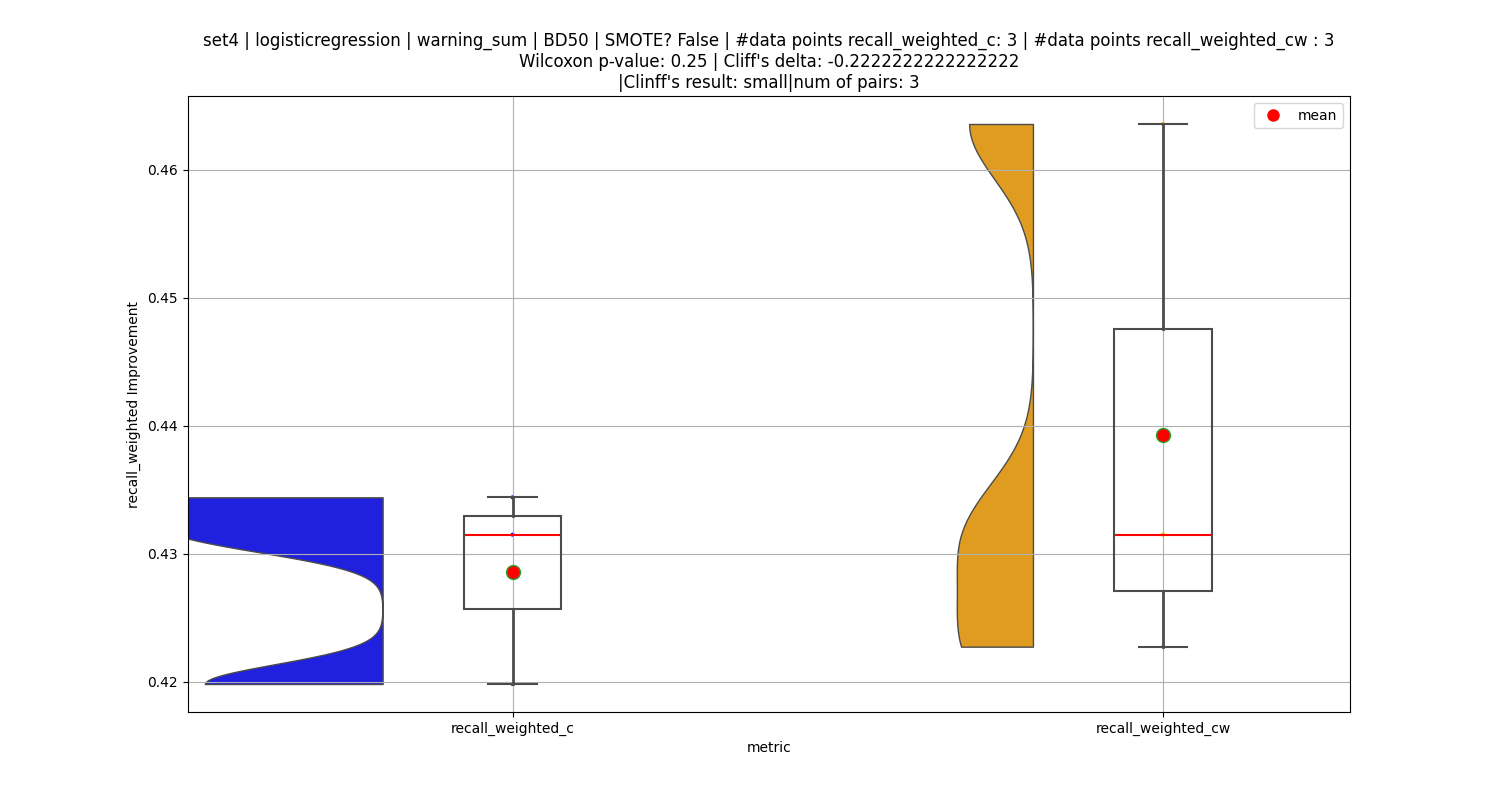 set4 | logisticregression | warning_sum | BD50 | SMOTE? False | #data points recall_weighted_c: 3 | #data points recall_weighted_cw : 3
Wilcoxon p-value: 0.25 | Cliff's delta: -0.2222222222222222
|Clinff's result: small|num of pairs: 3
mean
0.46
0.45
0.44
0.43
0.42
recall_weighted Improvement
recall_weighted_c
recall_weighted_cw
metric